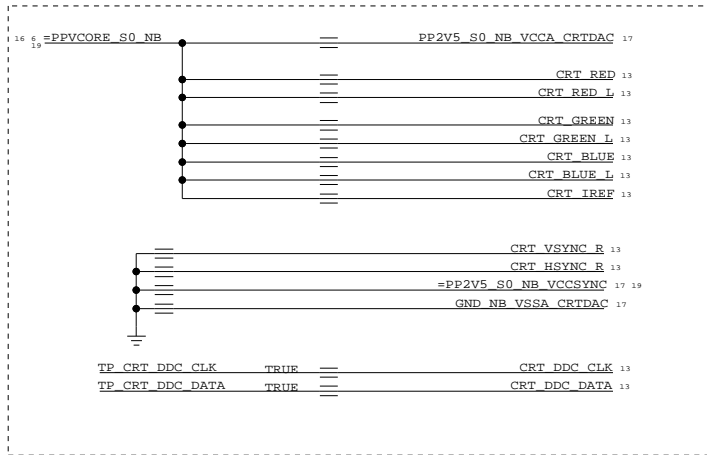 16 6 =PPVCORE_S0_NB PP2V5_S0_NB_VCCA_CRTDAC 17
19
CRT_RED 13
CRT_RED_L 13
CRT_GREEN 13
CRT_GREEN_L 13
CRT_BLUE 13
CRT_BLUE_L 13
CRT_IREF 13
CRT_VSYNC_R 13
CRT_HSYNC_R 13
=PP2V5_S0_NB_VCCSYNC 17 19
GND_NB_VSSA_CRTDAC 17
TP_CRT_DDC_CLK TRUE CRT_DDC_CLK 13
TP_CRT_DDC_DATA TRUE CRT_DDC_DATA 13